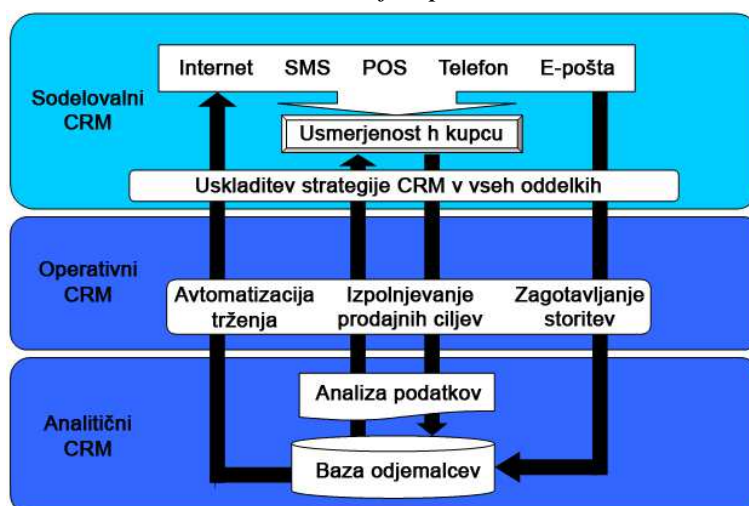 Internet SMS POS Telefon E-pošta
Sodelovalni
CRM
Usmerjenost h kupcu
Uskladitev strategije CRM v vseh oddelkih
Operativni
CRM
Avtomatizacija
trženja
Izpolnjevanje
prodajnih ciljev
Zagotavljanje
storitev
Analitični
CRM
Analiza podatkov
Baza odjemalcev